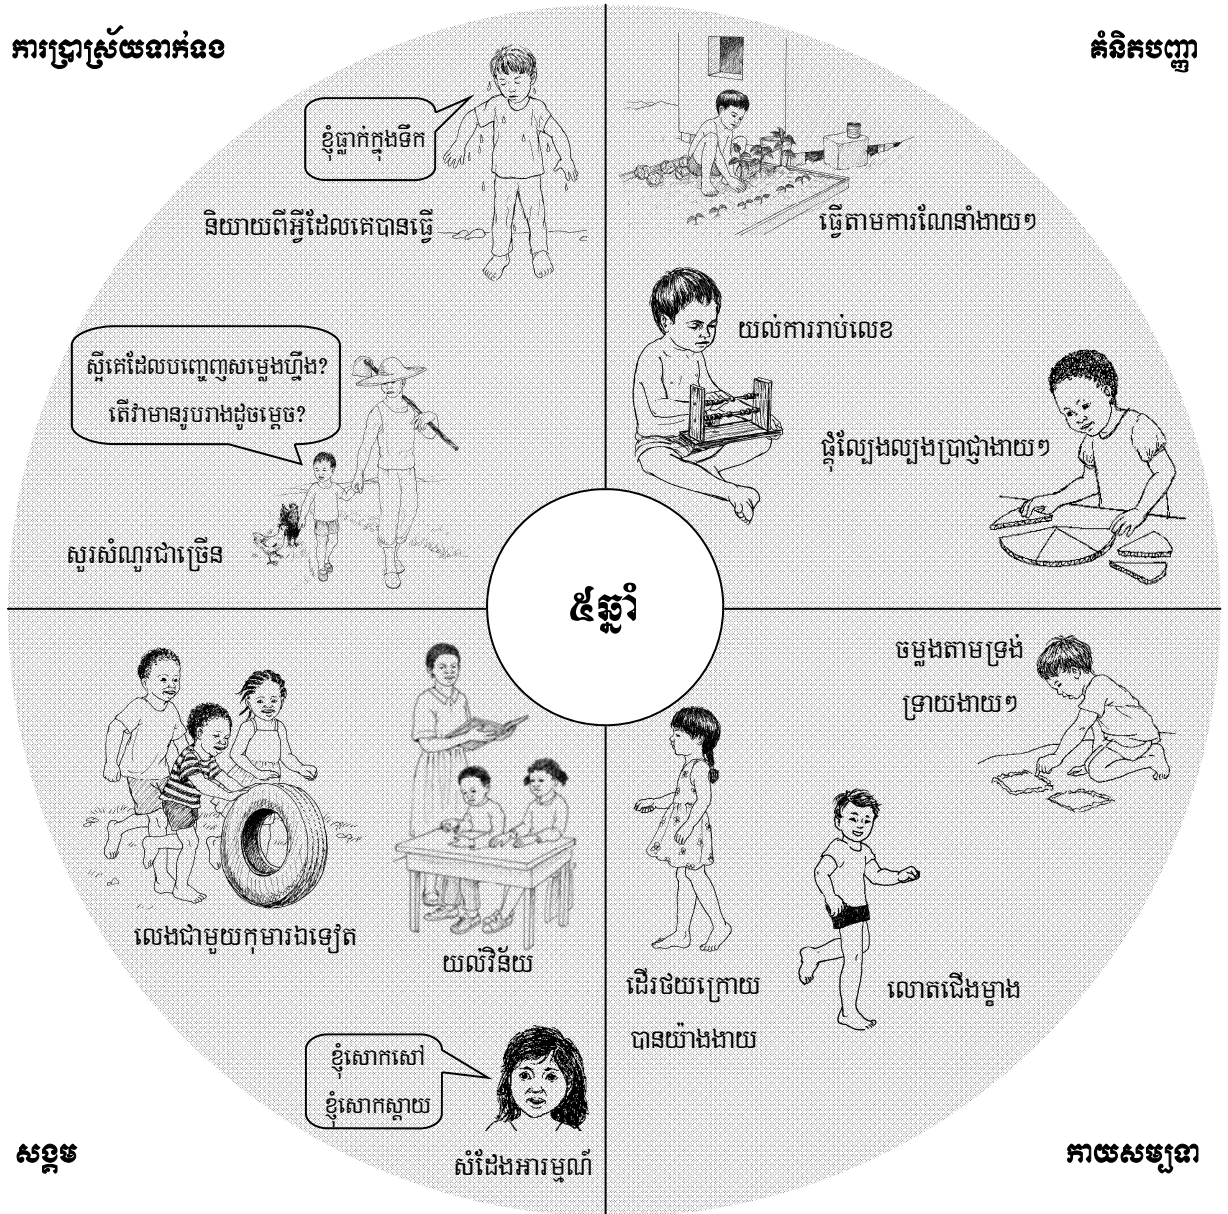 ការប្រាស្រ័យទាក់ទង
គំនិតបញ្ញា
ខ្ញុំធ្លាក់ក្នុងទឹក
និយាយពីអ្វីដែលគេបានធ្វើ
ធ្វើតាមការណែនាំងាយៗ
យល់ការរាប់លេខ
ស្អីគេដែលបញ្ចេញសម្លេងហ្នឹង?
តើវាមានរូបរាងដូចម្តេច?
ផ្គុំល្បែងល្បងប្រាជ្ញាងាយៗ
សួរសំណួរជាច្រើន
៥ឆ្នាំ
ចម្លងតាមទ្រង់
ទ្រាយងាយៗ
លេងជាមួយកុមារឯទៀត
យល់វិន័យ
ដើរថយក្រោយ
បានយ៉ាងងាយ
លោតជើងម្ខាង
ខ្ញុំសោកសៅ
ខ្ញុំសោកស្តាយ
សំដែងអារម្មណ៍
សង្គម
កាយសម្បទា